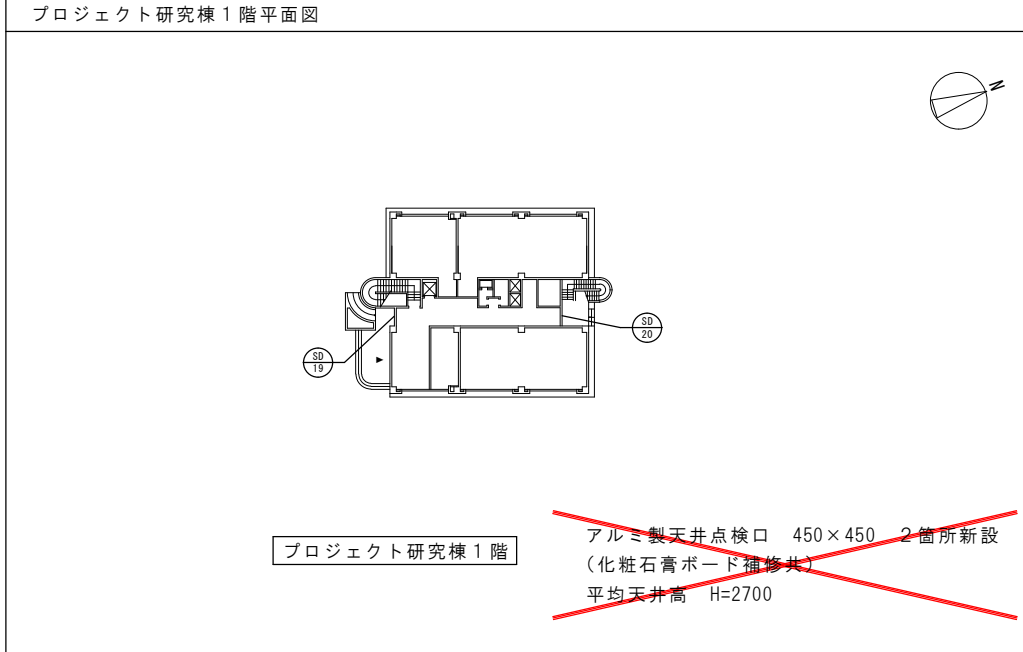 プロジェクト研究棟1階平面図
N
SD
20
SD
19
プロジェクト研究棟1階
アルミ製天井点検口 450×450 2箇所新設
(化粧石膏ボード補修共)
平均天井高 H=2700